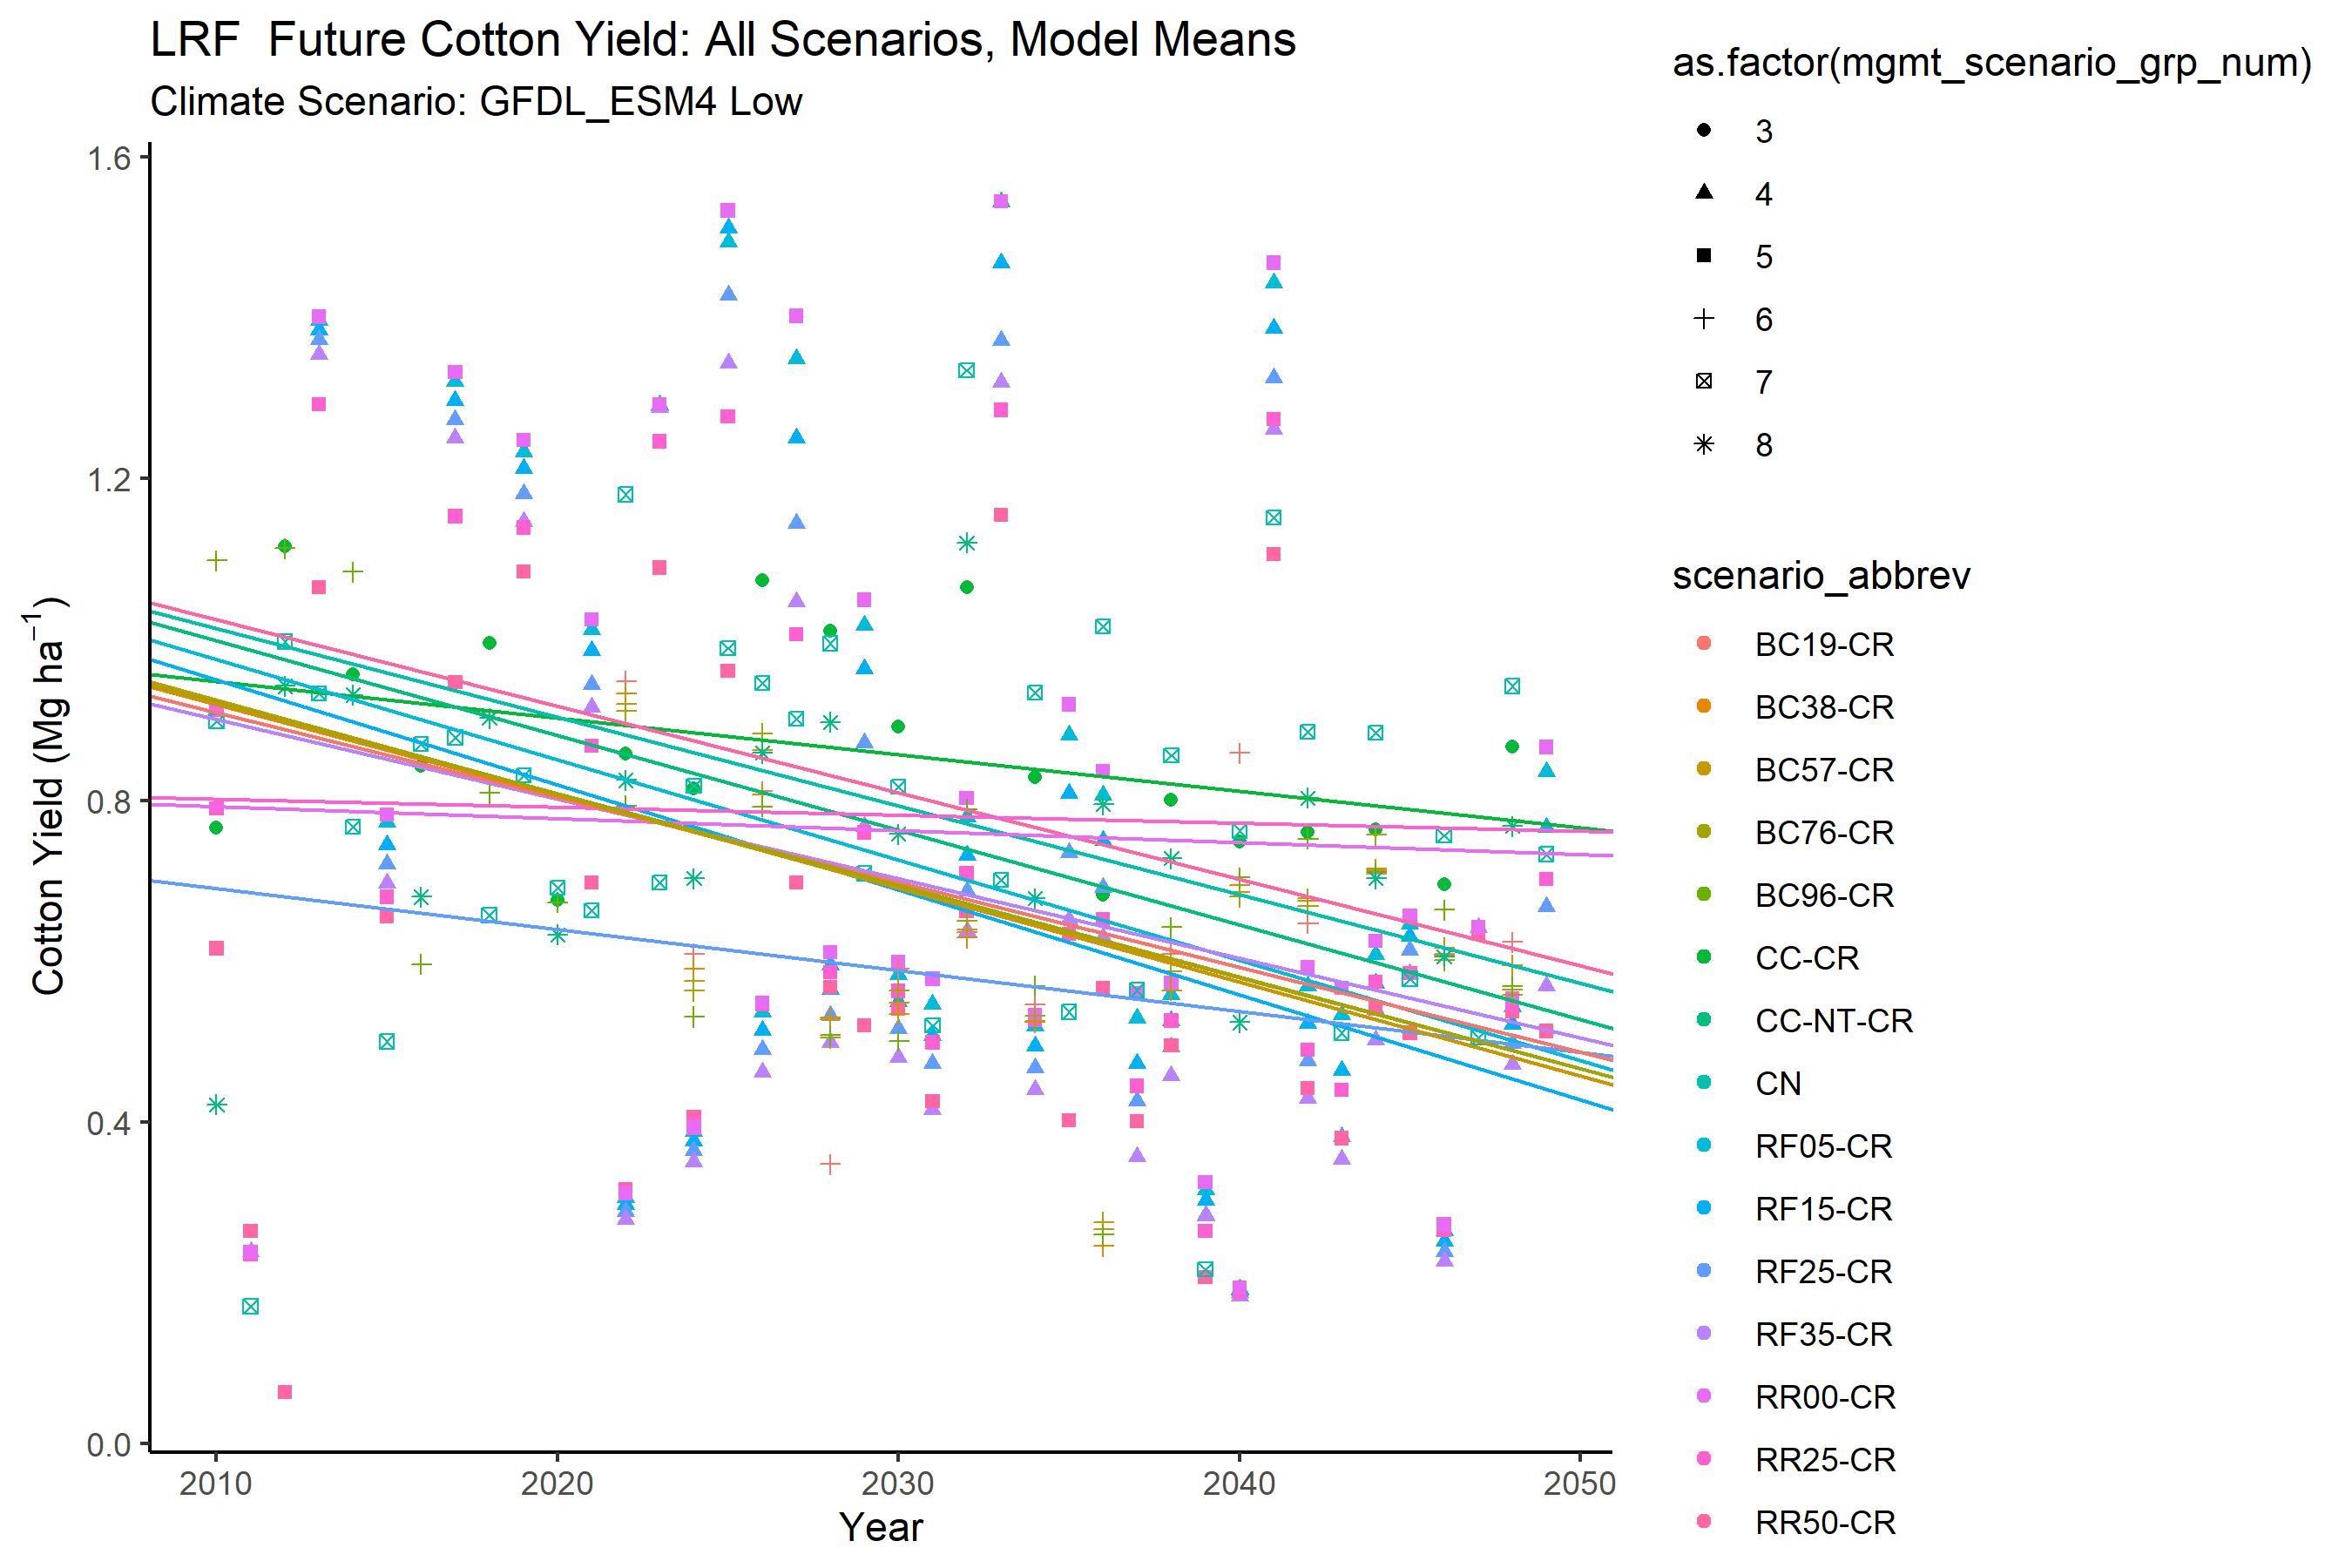 LRF  Future Cotton Yield: All Scenarios, Model Means
Climate Scenario: GFDL_ESM4 Low
1.6
1.2
0.8
0.4
0.0
Cotton Yield (Mg ha⁻¹)
2010 2020 2030 2040 2050
Year
as.factor(mgmt_scenario_grp_num)
3
4
5
6
7
8
scenario_abbrev
BC19-CR
BC38-CR
BC57-CR
BC76-CR
BC96-CR
CC-CR
CC-NT-CR
CN
RF05-CR
RF15-CR
RF25-CR
RF35-CR
RR00-CR
RR25-CR
RR50-CR